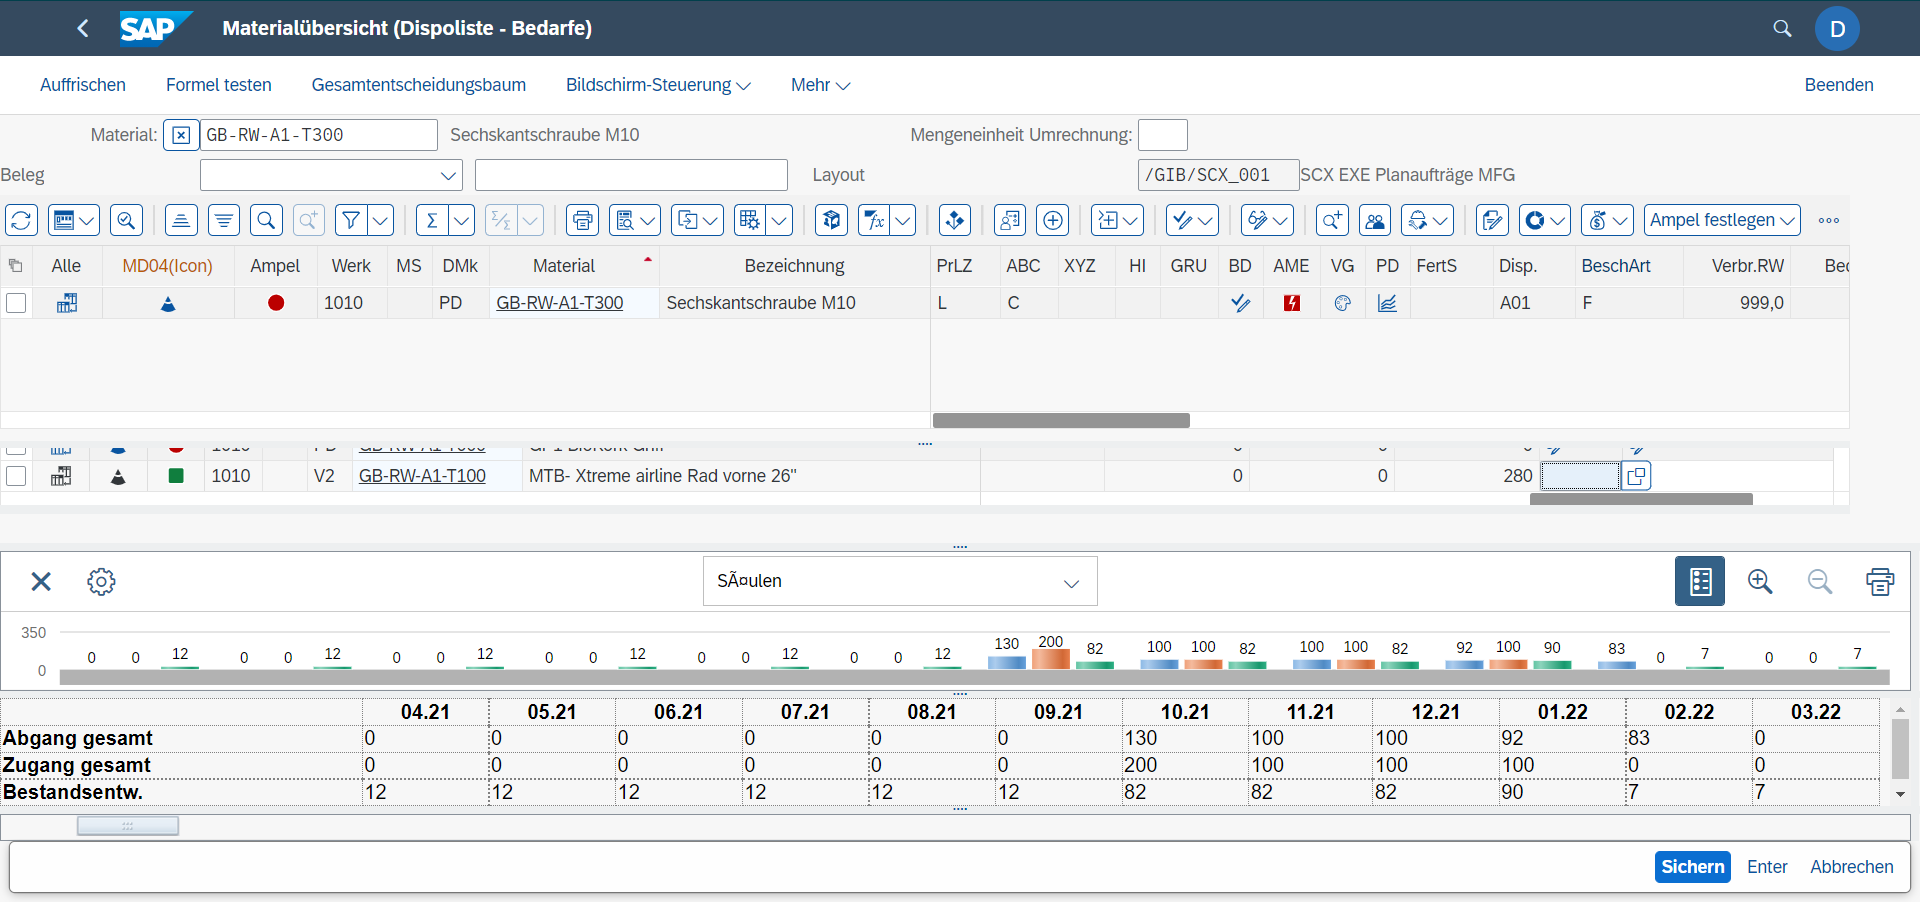 SAP Materialübersicht (Dispoliste - Bedarfe) D
Auffrischen Formel testen Gesamtentscheidungsbaum Bildschirm-Steuerung Mehr Beenden
Material: GB-RW-A1-T300 Sechskantschraube M10 Mengeneinheit Umrechnung:
Beleg Layout /GIB/SCX_001 SCX EXE Planaufträge MFG
Ampel festlegen
Alle MD04(Icon) Ampel Werk MS DMk Material Bezeichnung PrLZ ABC XYZ HI GRU BD AME VG PD FertS Disp. BeschArt Verbr.RW Bec
1010 PD GB-RW-A1-T300 Sechskantschraube M10 L C A01 F 999,0
1010 V2 GB-RW-A1-T100 MTB- Xtreme airline Rad vorne 26" 0 0 280
SÃ¤ulen
350
0 0 12 0 0 12 0 0 12 0 0 12 0 0 12 0 0 12 130 200 82 100 100 82 100 100 82 92 100 90 83 0 7 0 0 7
0
04.21 05.21 06.21 07.21 08.21 09.21 10.21 11.21 12.21 01.22 02.22 03.22
Abgang gesamt 0 0 0 0 0 0 130 100 100 92 83 0
Zugang gesamt 0 0 0 0 0 0 200 100 100 100 0 0
Bestandsentw. 12 12 12 12 12 12 82 82 82 90 7 7
Sichern Enter Abbrechen